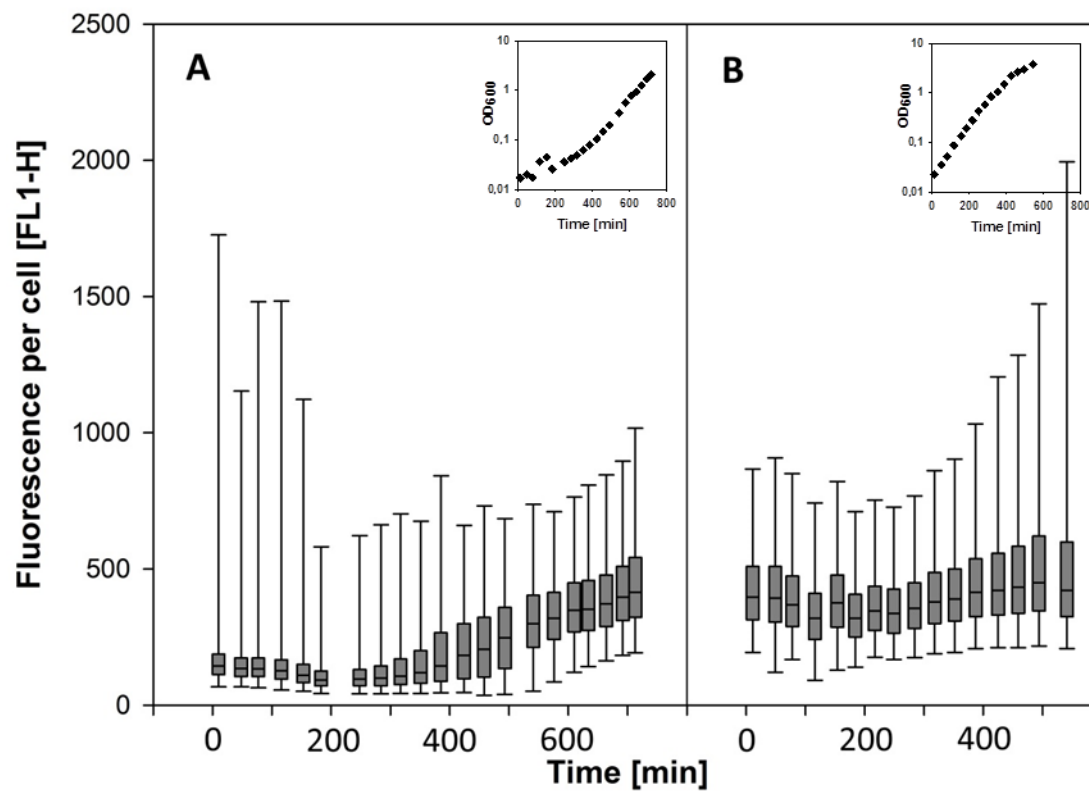 2500
2000
1500
1000
500
0
Fluorescence per cell [FL1-H]
A
10
1
0,1
0,01
OD600
0 200 400 600 800
Time [min]
B
10
1
0,1
0,01
OD600
0 200 400 600 800
Time [min]
0 200 400 600
0 200 400
Time [min]